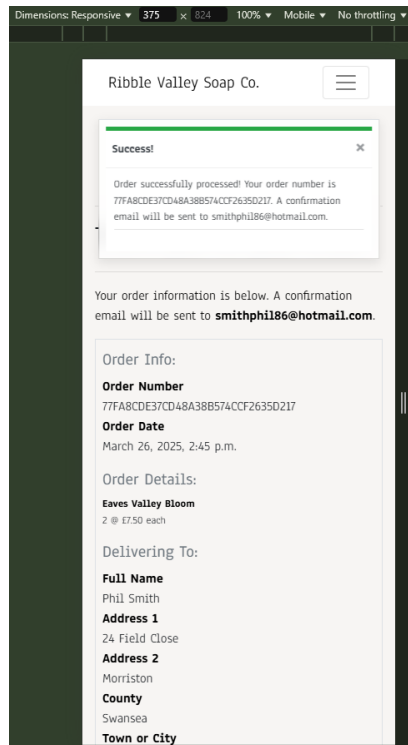 Dimensions: Responsive ▼ 375 × 824 100% ▼ Mobile ▼ No throttling ▼
Ribble Valley Soap Co.
Success! ×
Order successfully processed! Your order number is
77FA8CDE37CD48A38B574CCF2635D217. A confirmation
email will be sent to smithphil86@hotmail.com.
Your order information is below. A confirmation
email will be sent to smithphil86@hotmail.com.
Order Info:
Order Number
77FA8CDE37CD48A38B574CCF2635D217
Order Date
March 26, 2025, 2:45 p.m.
Order Details:
Eaves Valley Bloom
2 @ £7.50 each
Delivering To:
Full Name
Phil Smith
Address 1
24 Field Close
Address 2
Morriston
County
Swansea
Town or City